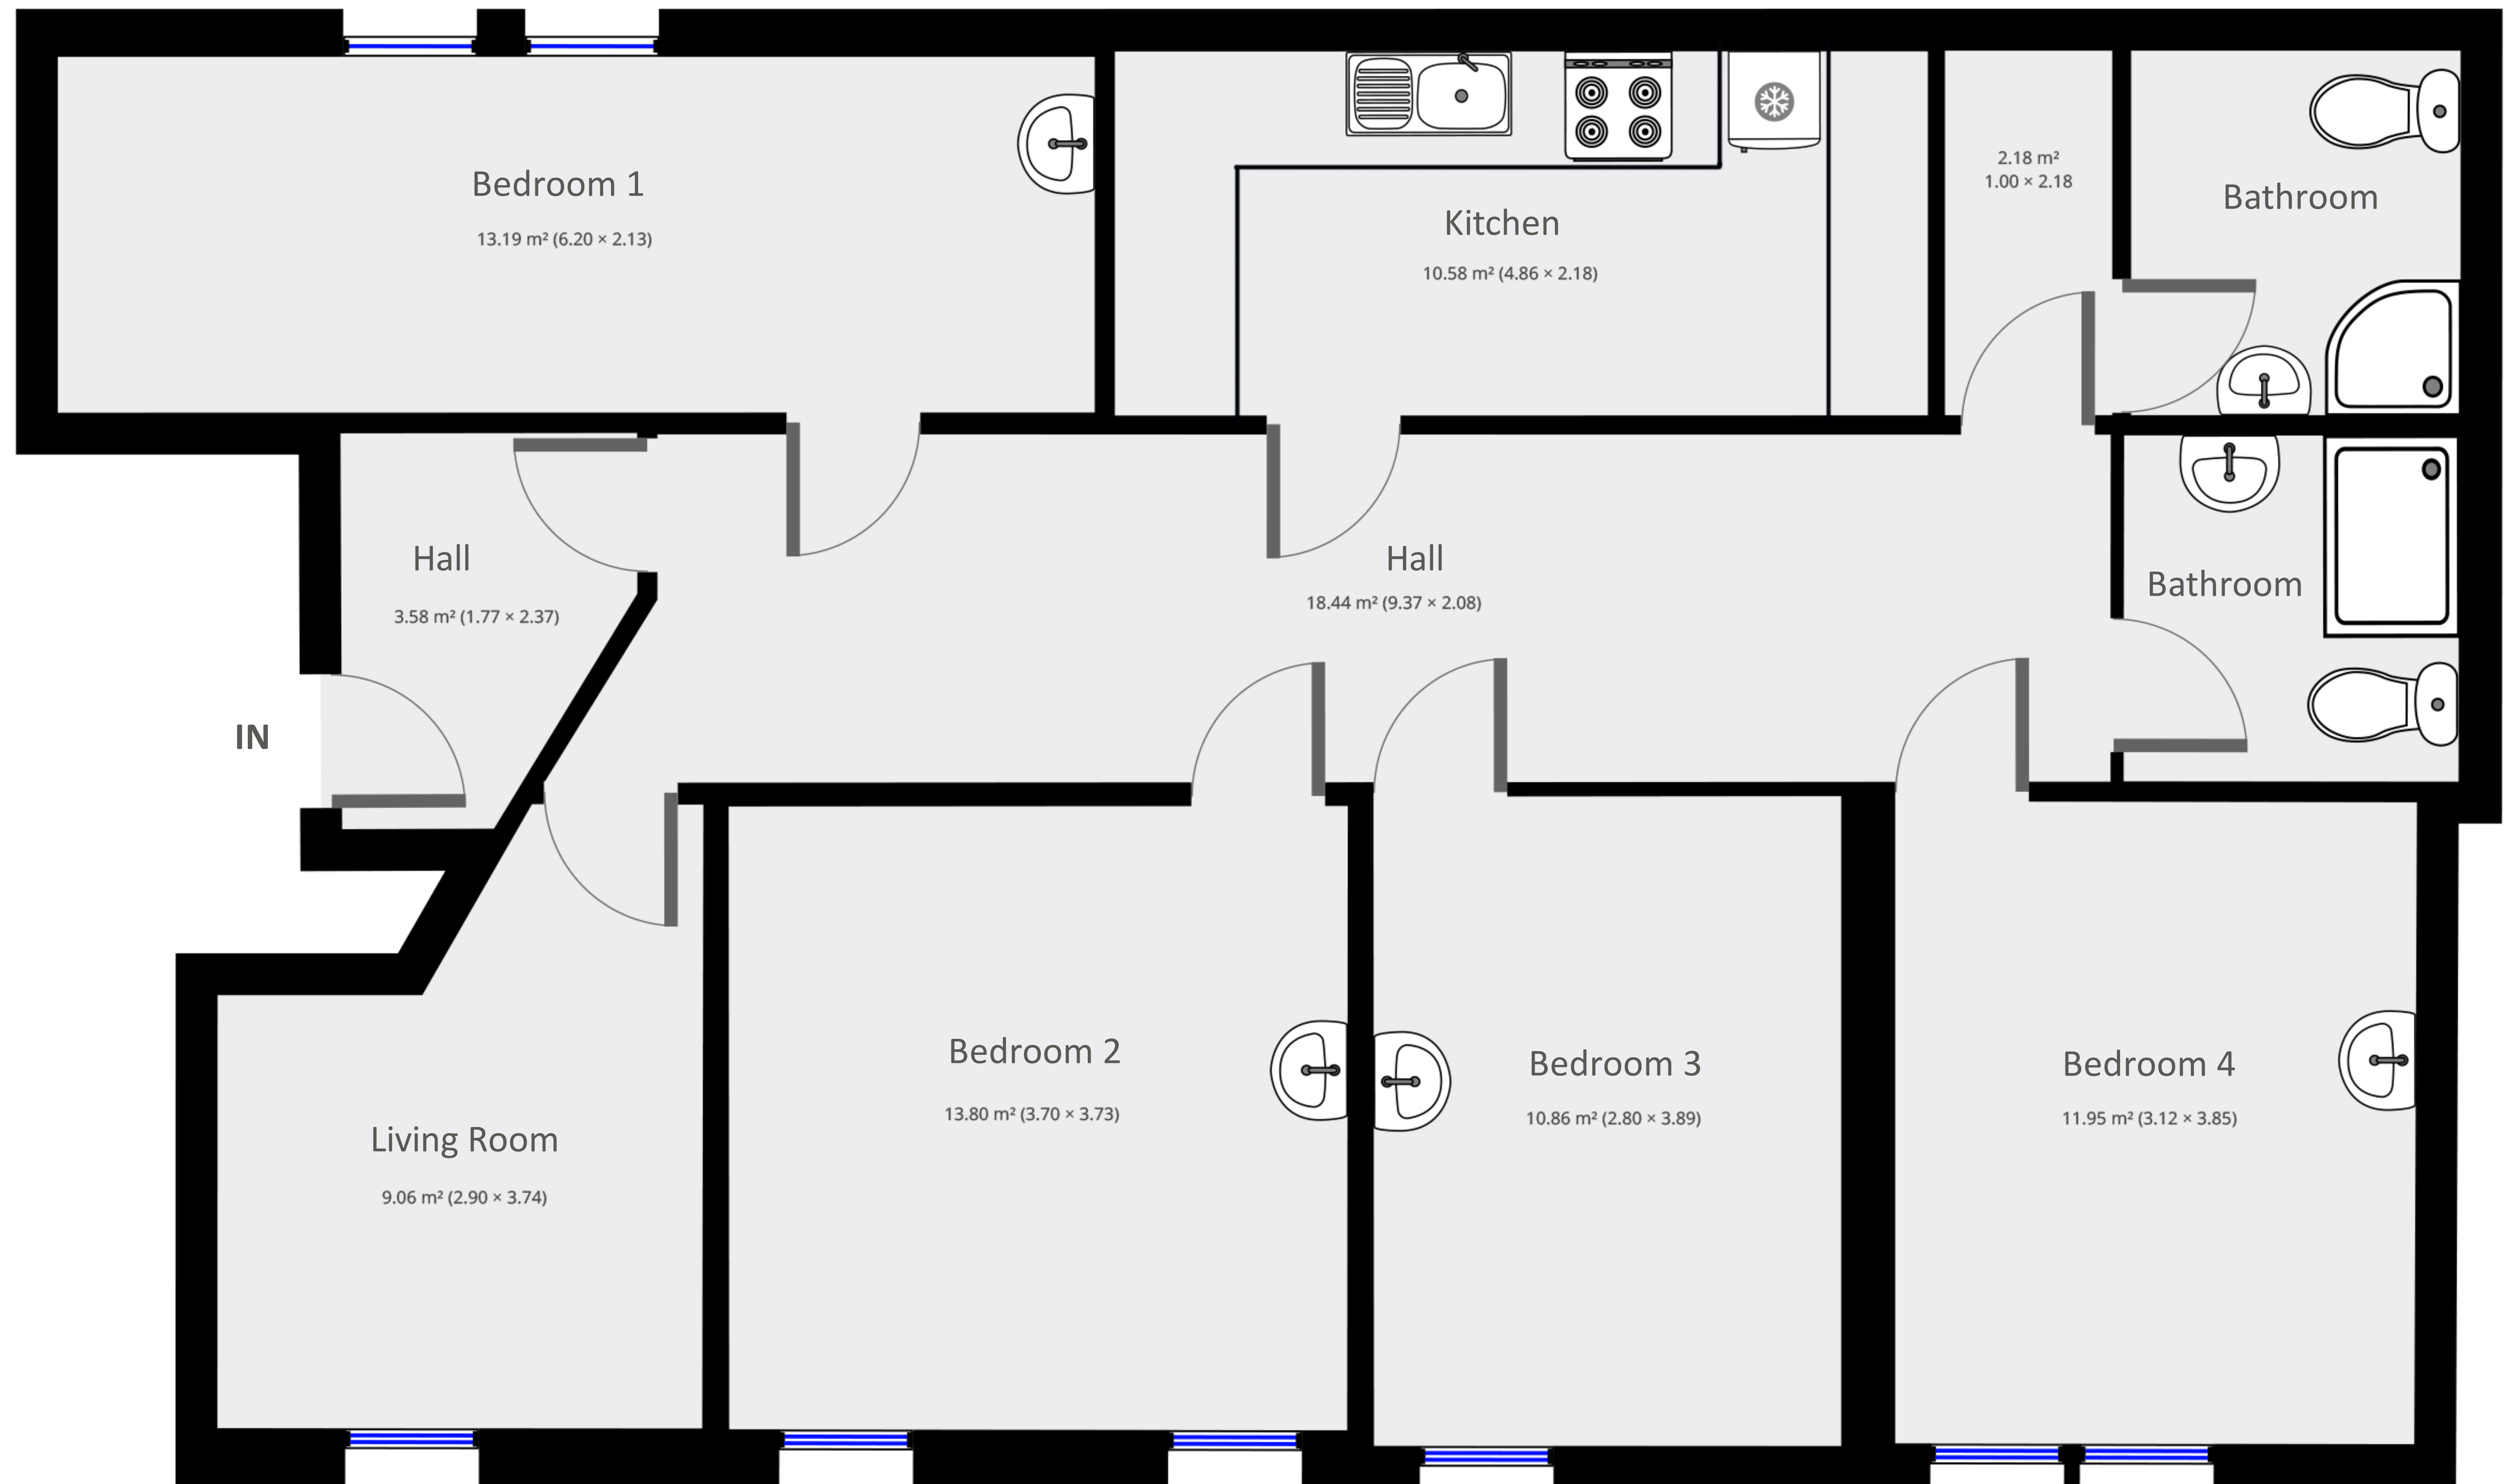 Bedroom 1
13.19 m² (6.20 × 2.13)
Kitchen
10.58 m² (4.86 × 2.18)
2.18 m²
1.00 × 2.18
Bathroom
Hall
3.58 m² (1.77 × 2.37)
Hall
18.44 m² (9.37 × 2.08)
Bathroom
IN
Living Room
9.06 m² (2.90 × 3.74)
Bedroom 2
13.80 m² (3.70 × 3.73)
Bedroom 3
10.86 m² (2.80 × 3.89)
Bedroom 4
11.95 m² (3.12 × 3.85)